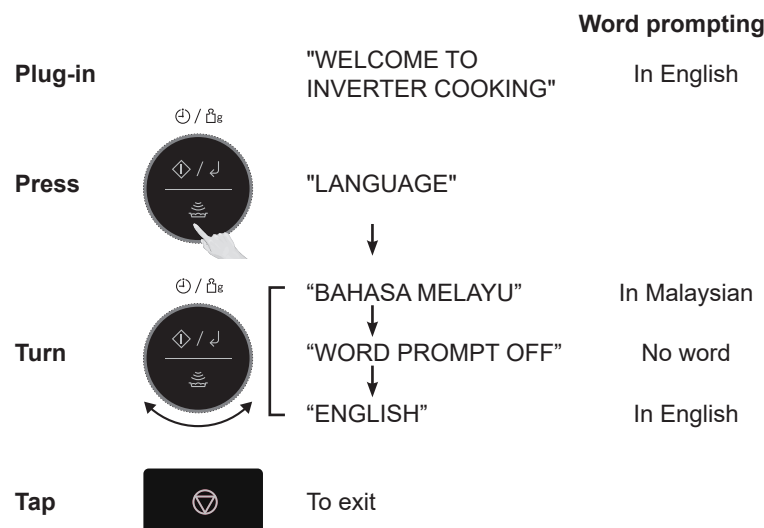 Word prompting
Plug-in "WELCOME TO INVERTER COOKING" In English
/ g
/
Press "LANGUAGE"
/ g
“BAHASA MELAYU” In Malaysian
/
Turn “WORD PROMPT OFF” No word
“ENGLISH” In English
Tap To exit